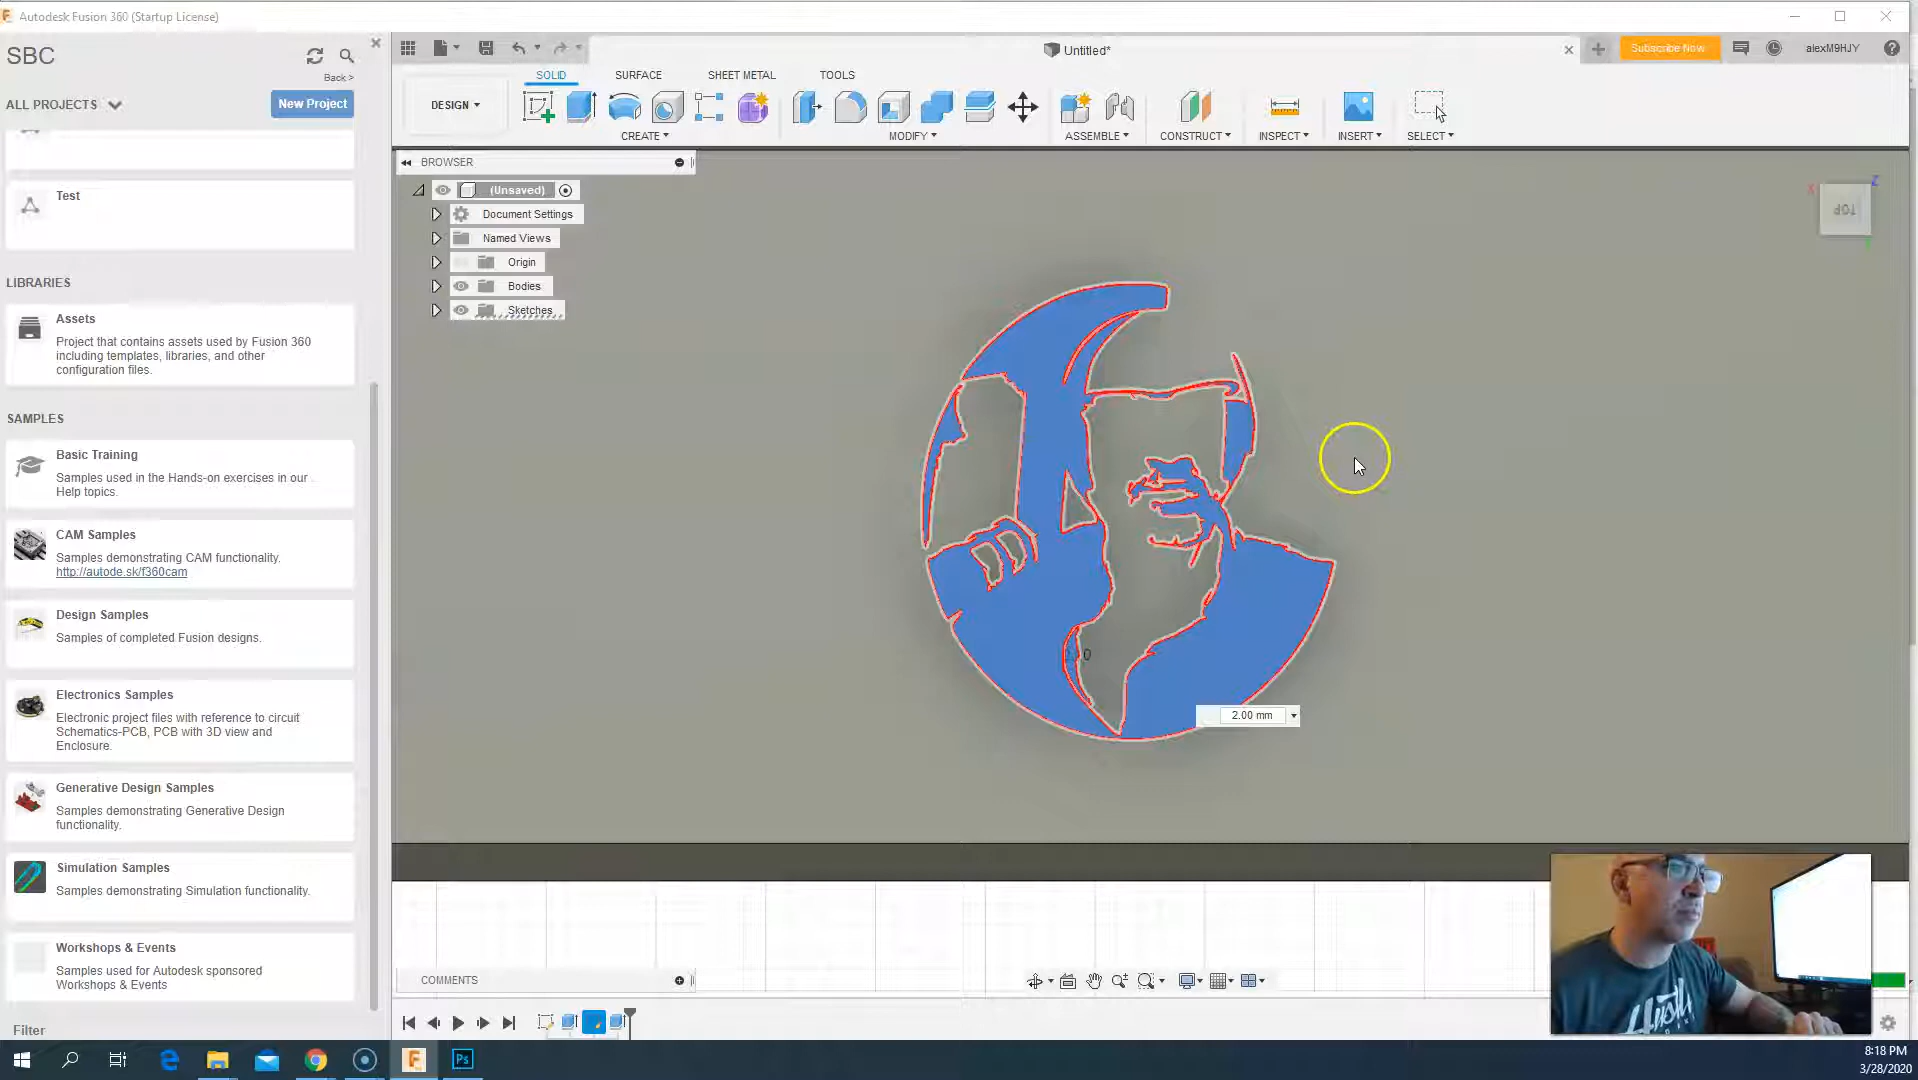 Autodesk Fusion 360 (Startup License)
SBC
Back >
ALL PROJECTS
New Project
Test
LIBRARIES
Assets
Project that contains assets used by Fusion 360
including templates, libraries, and other
configuration files.
SAMPLES
Basic Training
Samples used in the Hands-on exercises in our
Help topics.
CAM Samples
Samples demonstrating CAM functionality.
http://autode.sk/f360cam
Design Samples
Samples of completed Fusion designs.
Electronics Samples
Electronic project files with reference to circuit
Schematics-PCB, PCB with 3D view and
Enclosure.
Generative Design Samples
Samples demonstrating Generative Design
functionality.
Simulation Samples
Samples demonstrating Simulation functionality.
Workshops & Events
Samples used for Autodesk sponsored
Workshops & Events
Filter
Untitled*
Subscribe Now
alexM9HJY
DESIGN
SOLID SURFACE SHEET METAL TOOLS
CREATE MODIFY ASSEMBLE CONSTRUCT INSPECT INSERT SELECT
BROWSER
(Unsaved)
Document Settings
Named Views
Origin
Bodies
Sketches
X
Z
TOP
2.00 mm
COMMENTS
Hustle
Ps
8:18 PM
3/28/2020